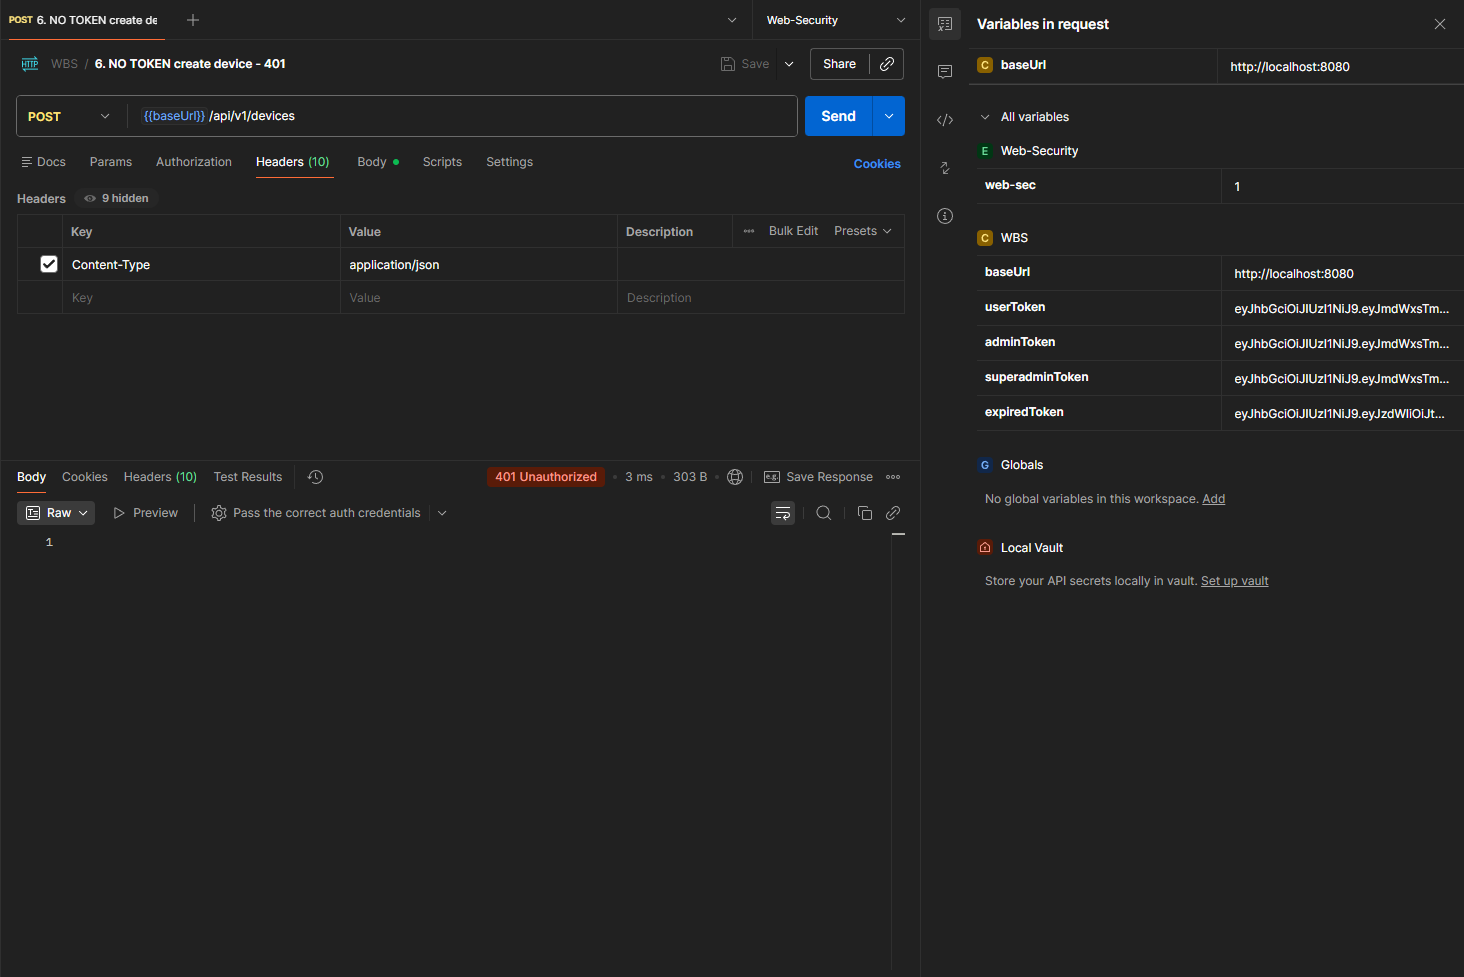 POST 6. NO TOKEN create de
Web-Security
HTTP WBS / 6. NO TOKEN create device - 401
Save
Share
POST
{{baseUrl}} /api/v1/devices
Send
Docs
Params
Authorization
Headers (10)
Body
Scripts
Settings
Cookies
Headers
9 hidden
Key
Value
Description
Bulk Edit
Presets
Content-Type
application/json
Key
Value
Description
Body
Cookies
Headers (10)
Test Results
401 Unauthorized
3 ms
303 B
e.g. Save Response
Raw
Preview
Pass the correct auth credentials
1
Variables in request
C baseUrl
http://localhost:8080
All variables
E Web-Security
web-sec
1
C WBS
baseUrl
http://localhost:8080
userToken
eyJhbGciOiJIUzI1NiJ9.eyJmdWxsTm...
adminToken
eyJhbGciOiJIUzI1NiJ9.eyJmdWxsTm...
superadminToken
eyJhbGciOiJIUzI1NiJ9.eyJmdWxsTm...
expiredToken
eyJhbGciOiJIUzI1NiJ9.eyJzdWIiOiJt...
G Globals
No global variables in this workspace. Add
Local Vault
Store your API secrets locally in vault. Set up vault